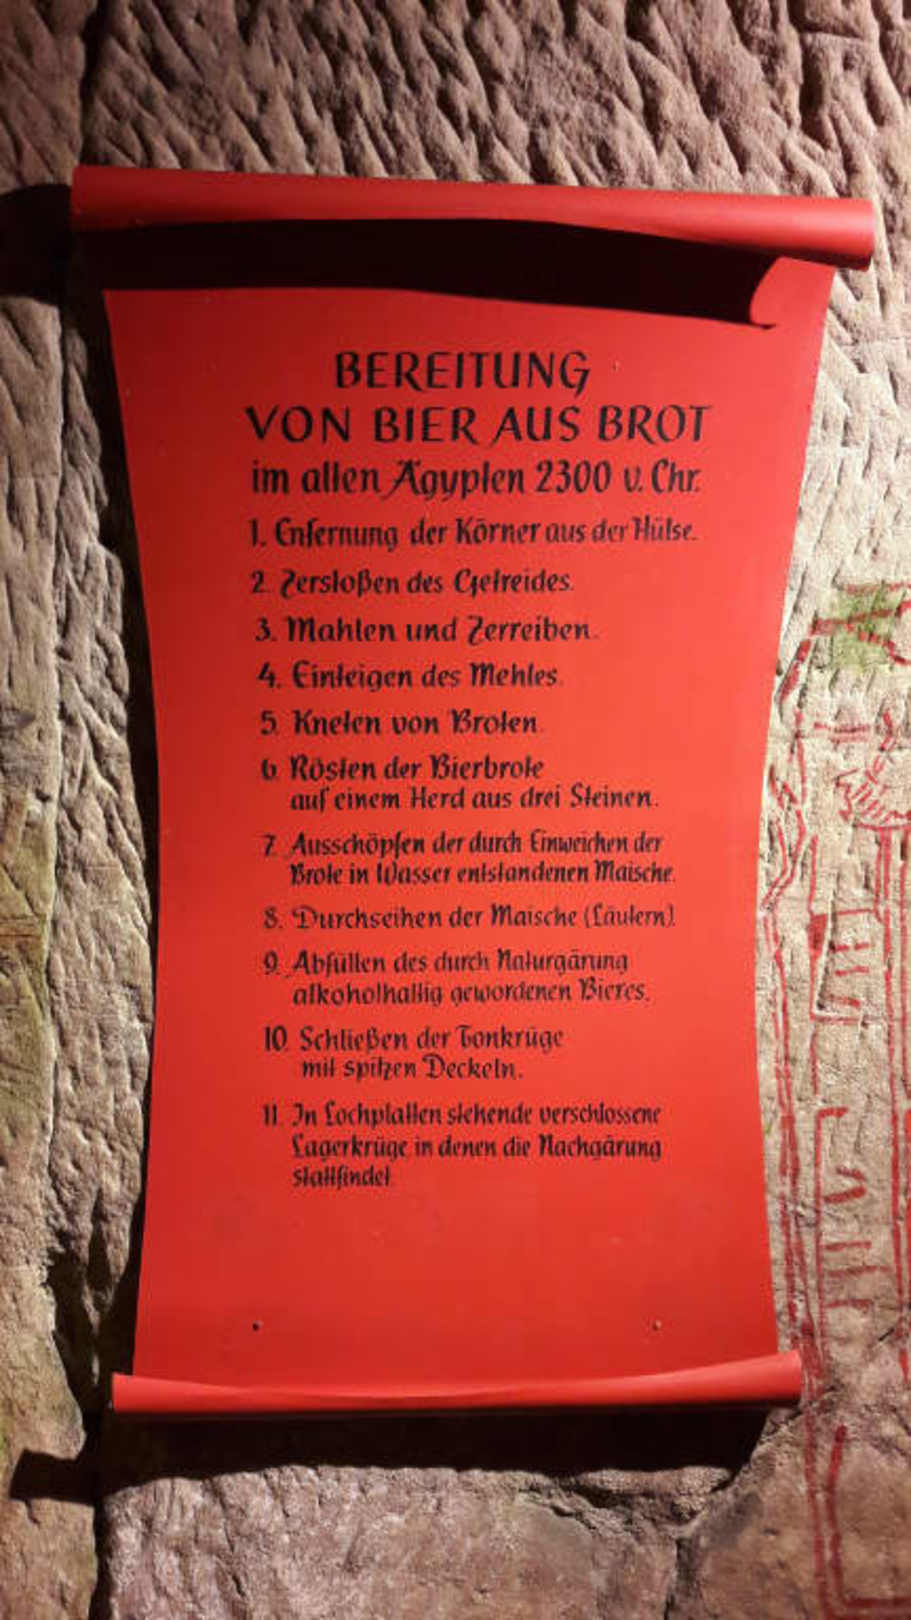 BEREITUNG
VON BIER AUS BROT
im alten Ägypten 2300 v. Chr.
1. Enfernung der Körner aus der Hülse.
2. Zerstoßen des Getreides.
3. Mahlen und Zerreiben.
4. Einteigen des Mehles.
5. Kneten von Broten.
6. Rösten der Bierbrote
auf einem Herd aus drei Steinen.
7. Ausschöpfen der durch Einweichen der
Brote in Wasser entstandenen Maische.
8. Durchseihen der Maische (Läutern).
9. Abfüllen des durch Naturgärung
alkoholhaltig gewordenen Bieres.
10. Schließen der Tonkrüge
mit spitzen Deckeln.
11. In Lochplatten stehende verschlossene
Lagerkrüge, in denen die Nachgärung
stattfindet.